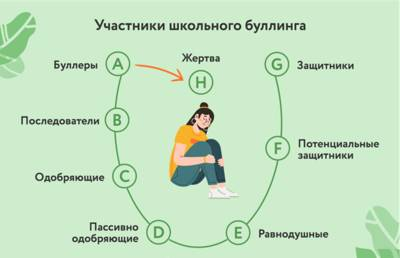 Участники школьного буллинга
Буллеры
A
Жертва
H
G
Защитники
Последователи
B
F
Потенциальные
защитники
Одобряющие
C
Пассивно
одобряющие
D
E
Равнодушные